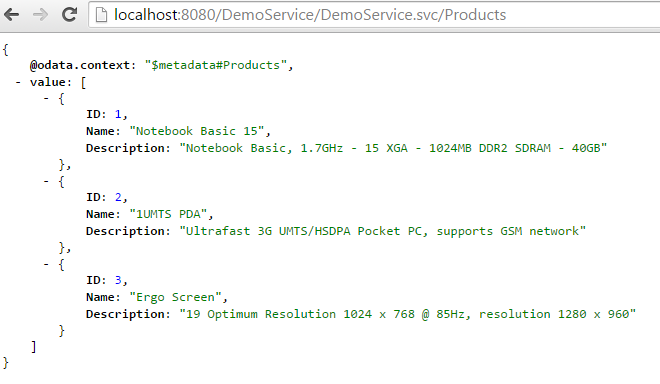 localhost:8080/DemoService/DemoService.svc/Products
{
@odata.context: "$metadata#Products",
- value: [
- {
ID: 1,
Name: "Notebook Basic 15",
Description: "Notebook Basic, 1.7GHz - 15 XGA - 1024MB DDR2 SDRAM - 40GB"
},
- {
ID: 2,
Name: "1UMTS PDA",
Description: "Ultrafast 3G UMTS/HSDPA Pocket PC, supports GSM network"
},
- {
ID: 3,
Name: "Ergo Screen",
Description: "19 Optimum Resolution 1024 x 768 @ 85Hz, resolution 1280 x 960"
}
]
}